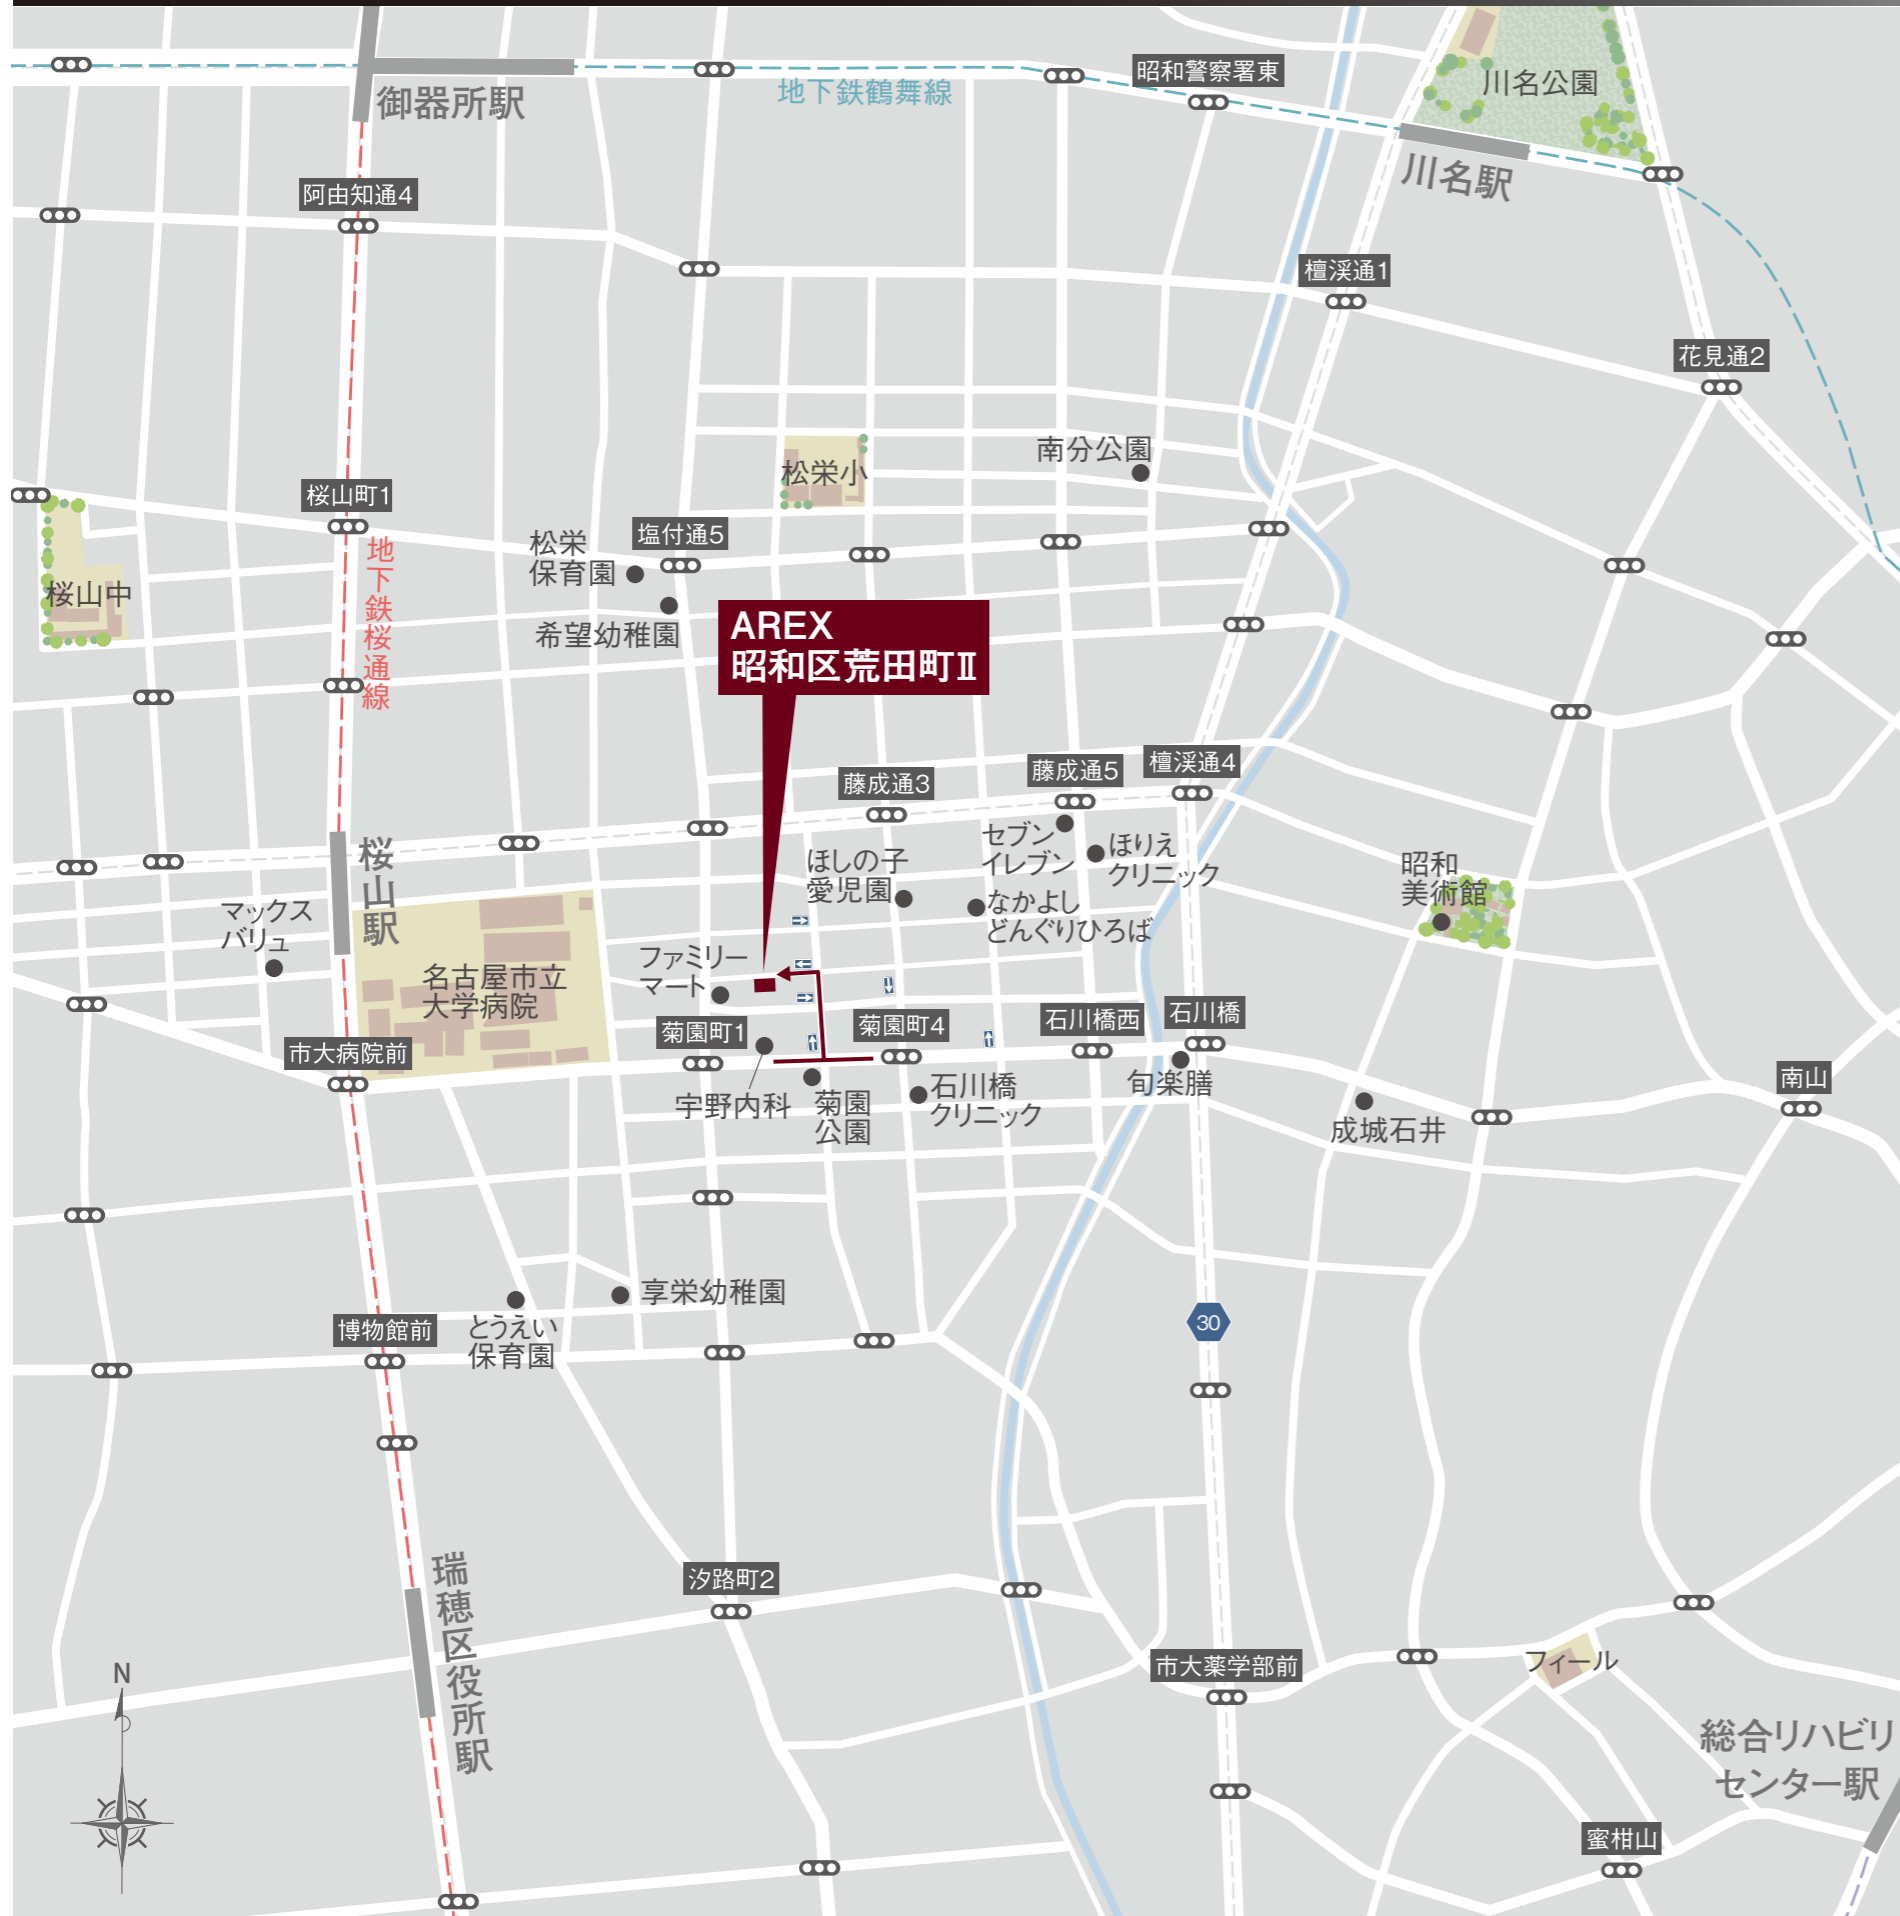 昭和警察署東
川名公園
御器所駅
地下鉄鶴舞線
川名駅
阿由知通4
檀渓通1
花見通2
南分公園
松栄小
桜山町1
塩付通5
松栄
保育園
地下鉄桜通線
桜山中
希望幼稚園
AREX
昭和区荒田町Ⅱ
藤成通3
藤成通5
檀渓通4
セブン
イレブン
ほりえ
クリニック
ほしの子
愛児園
なかよし
どんぐりひろば
昭和
美術館
桜山駅
マックス
バリュ
名古屋市立
大学病院
ファミリー
マート
菊園町1
菊園町4
石川橋西
石川橋
市大病院前
宇野内科
菊園
公園
石川橋
クリニック
旬楽膳
成城石井
南山
享栄幼稚園
とうえい
保育園
博物館前
30
瑞穂区役所駅
汐路町2
市大薬学部前
フィール
総合リハビリ
センター駅
蜜柑山
N